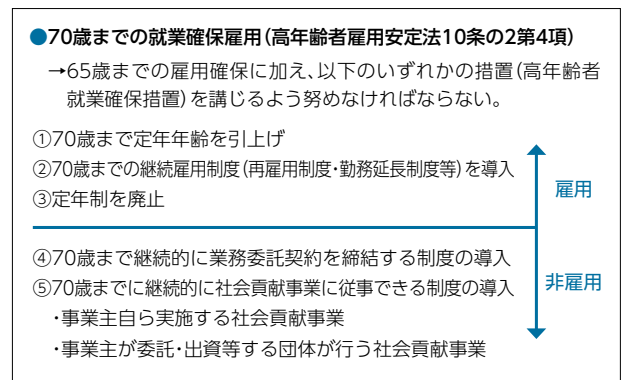 ●70歳までの就業確保雇用（高年齢者雇用安定法10条の2第4項）
→65歳までの雇用確保に加え、以下のいずれかの措置（高年齢者
就業確保措置）を講じるよう努めなければならない。
①70歳まで定年年齢を引上げ
②70歳までの継続雇用制度（再雇用制度・勤務延長制度等）を導入
③定年制を廃止
雇用
④70歳まで継続的に業務委託契約を締結する制度の導入
⑤70歳までに継続的に社会貢献事業に従事できる制度の導入
・事業主自ら実施する社会貢献事業
・事業主が委託・出資等する団体が行う社会貢献事業
非雇用